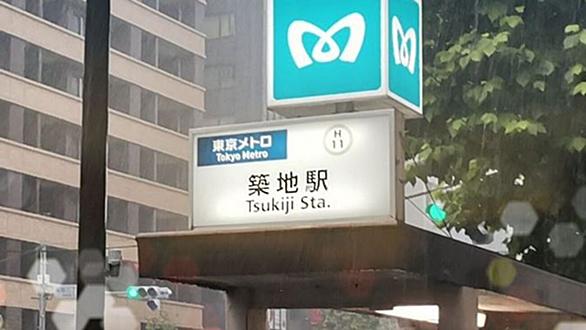 東京メトロ
Tokyo Metro
H
11
築地駅
Tsukiji Sta.